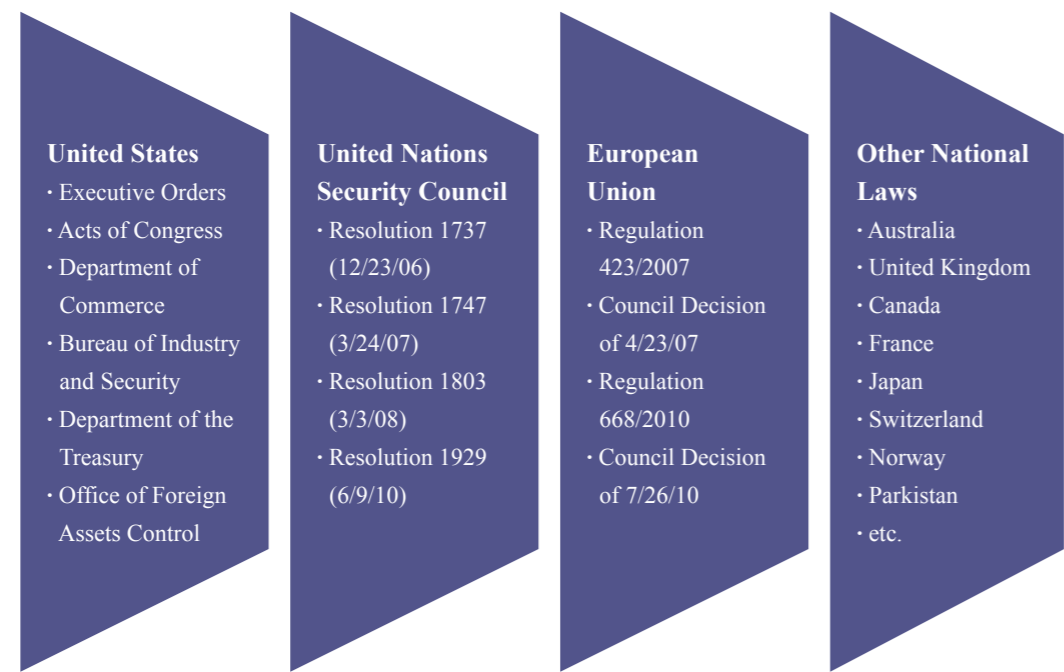 United States
· Executive Orders
· Acts of Congress
· Department of
Commerce
· Bureau of Industry
and Security
· Department of the
Treasury
· Office of Foreign
Assets Control
United Nations
Security Council
· Resolution 1737
(12/23/06)
· Resolution 1747
(3/24/07)
· Resolution 1803
(3/3/08)
· Resolution 1929
(6/9/10)
European
Union
· Regulation
423/2007
· Council Decision
of 4/23/07
· Regulation
668/2010
· Council Decision
of 7/26/10
Other National
Laws
· Australia
· United Kingdom
· Canada
· France
· Japan
· Switzerland
· Norway
· Parkistan
· etc.